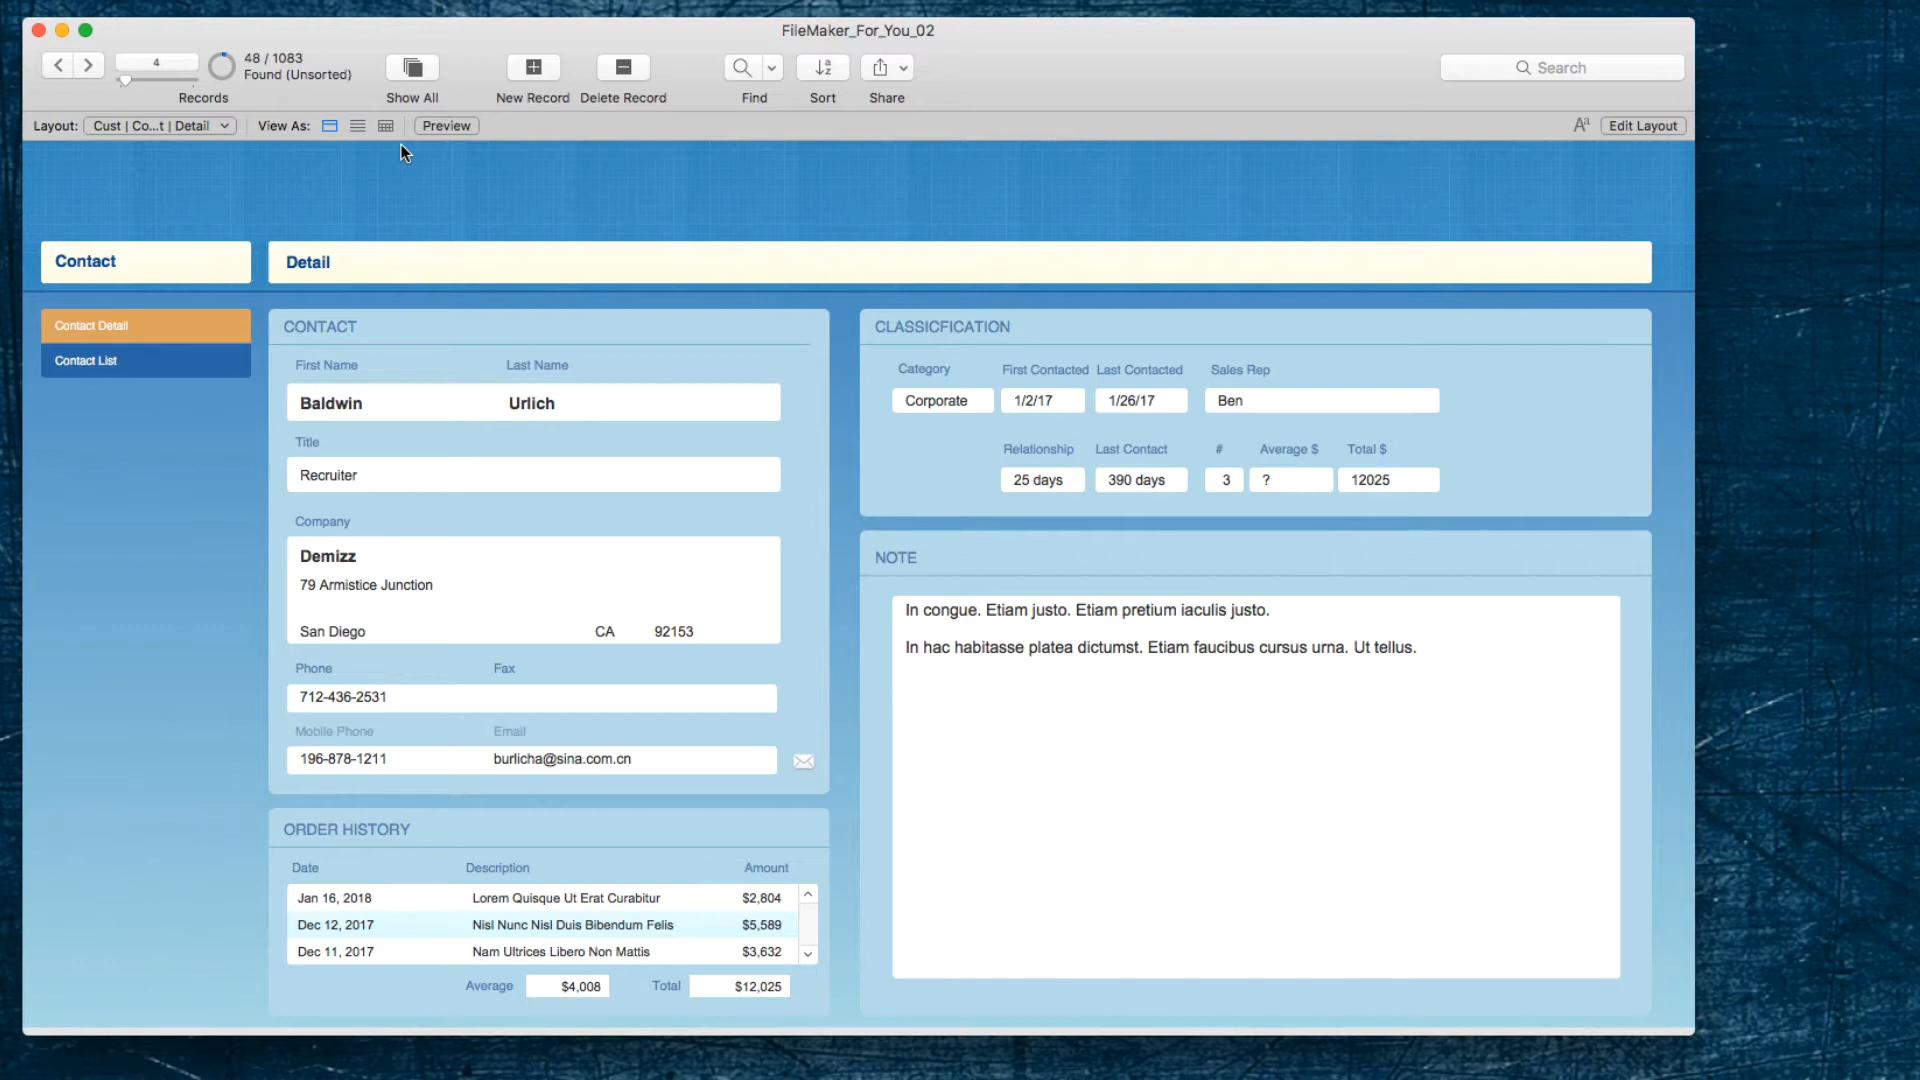 FileMaker_For_You_02
4
48 / 1083
Found (Unsorted)
Records
Show All
New Record
Delete Record
Find
Sort
Share
Search
Layout: Cust | Co...t | Detail
View As:
Preview
Aa
Edit Layout
Contact
Detail
Contact Detail
Contact List
CONTACT
First Name Last Name
Baldwin Urlich
Title
Recruiter
Company
Demizz
79 Armistice Junction
San Diego CA 92153
Phone Fax
712-436-2531
Mobile Phone Email
196-878-1211 burlicha@sina.com.cn
ORDER HISTORY
Date Description Amount
Jan 16, 2018 Lorem Quisque Ut Erat Curabitur $2,804
Dec 12, 2017 Nisl Nunc Nisl Duis Bibendum Felis $5,589
Dec 11, 2017 Nam Ultrices Libero Non Mattis $3,632
Average $4,008 Total $12,025
CLASSICFICATION
Category First Contacted Last Contacted Sales Rep
Corporate 1/2/17 1/26/17 Ben
Relationship Last Contact # Average $ Total $
25 days 390 days 3 ? 12025
NOTE
In congue. Etiam justo. Etiam pretium iaculis justo.
In hac habitasse platea dictumst. Etiam faucibus cursus urna. Ut tellus.